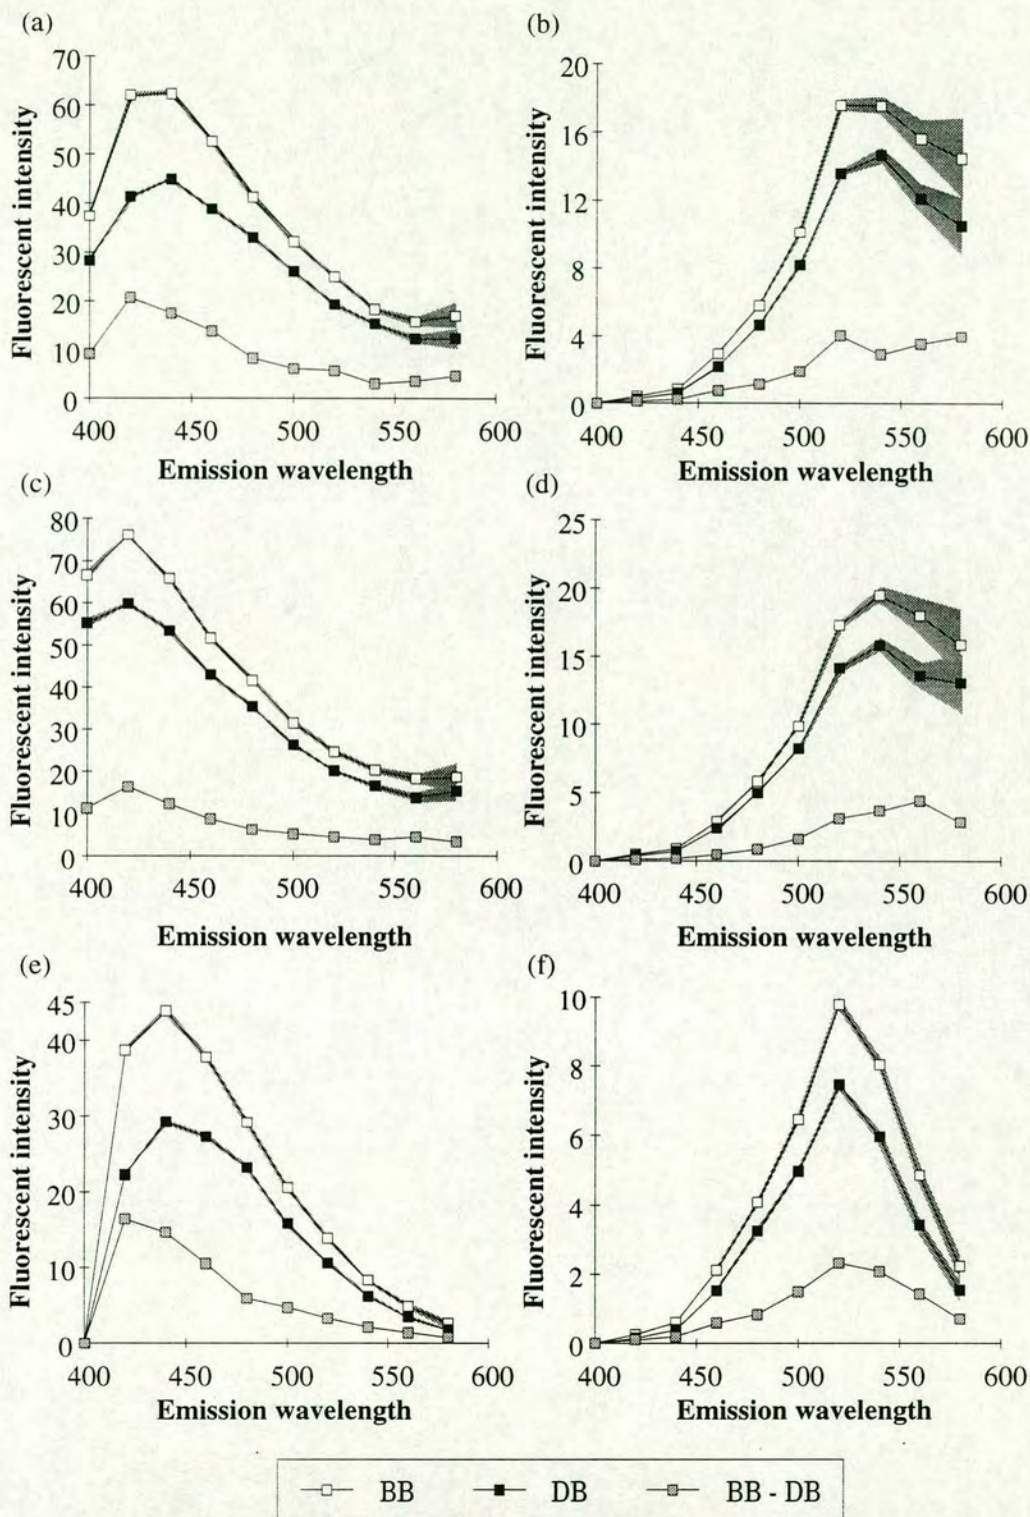 (a)
(b)
70
60
50
40
30
20
10
0
Fluorescent intensity
400 450 500 550 600
Emission wavelength
20
16
12
8
4
0
Fluorescent intensity
400 450 500 550 600
Emission wavelength
(c)
(d)
80
70
60
50
40
30
20
10
0
Fluorescent intensity
400 450 500 550 600
Emission wavelength
25
20
15
10
5
0
Fluorescent intensity
400 450 500 550 600
Emission wavelength
(e)
(f)
45
40
30
20
10
0
Fluorescent intensity
400 450 500 550 600
Emission wavelength
10
8
6
4
2
0
Fluorescent intensity
400 450 500 550 600
Emission wavelength
BB DB BB - DB